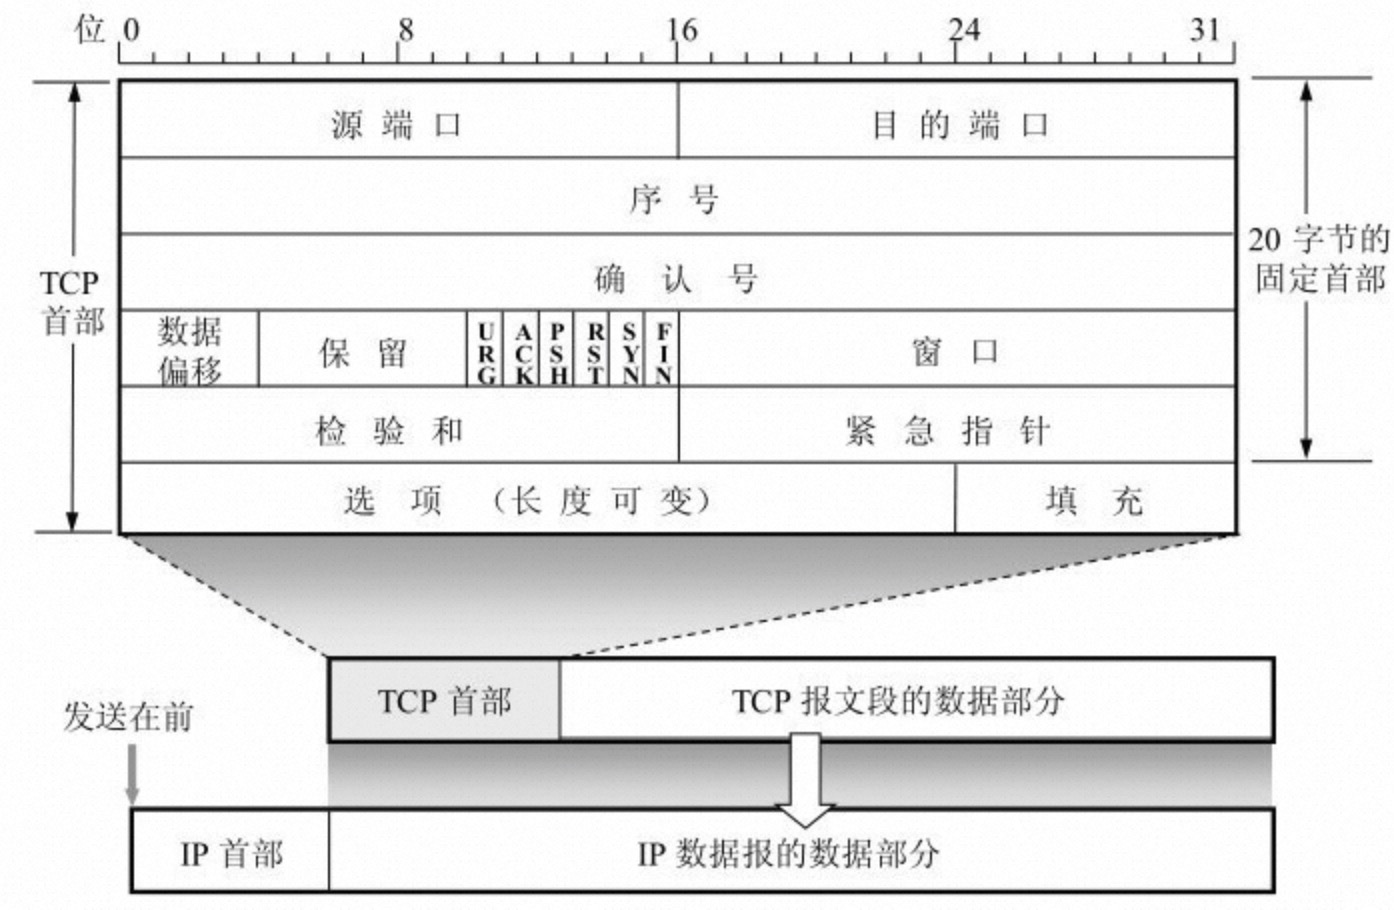 位 0 8 16 24 31
源端口 目的端口
序号
确认号
TCP
首部
20 字节的
固定首部
数据
偏移
保留
URG ACK PSH RST SYN FIN
窗口
检验和 紧急指针
选项 (长度可变) 填充
TCP 首部 TCP 报文段的数据部分
发送在前
IP 首部 IP 数据报的数据部分